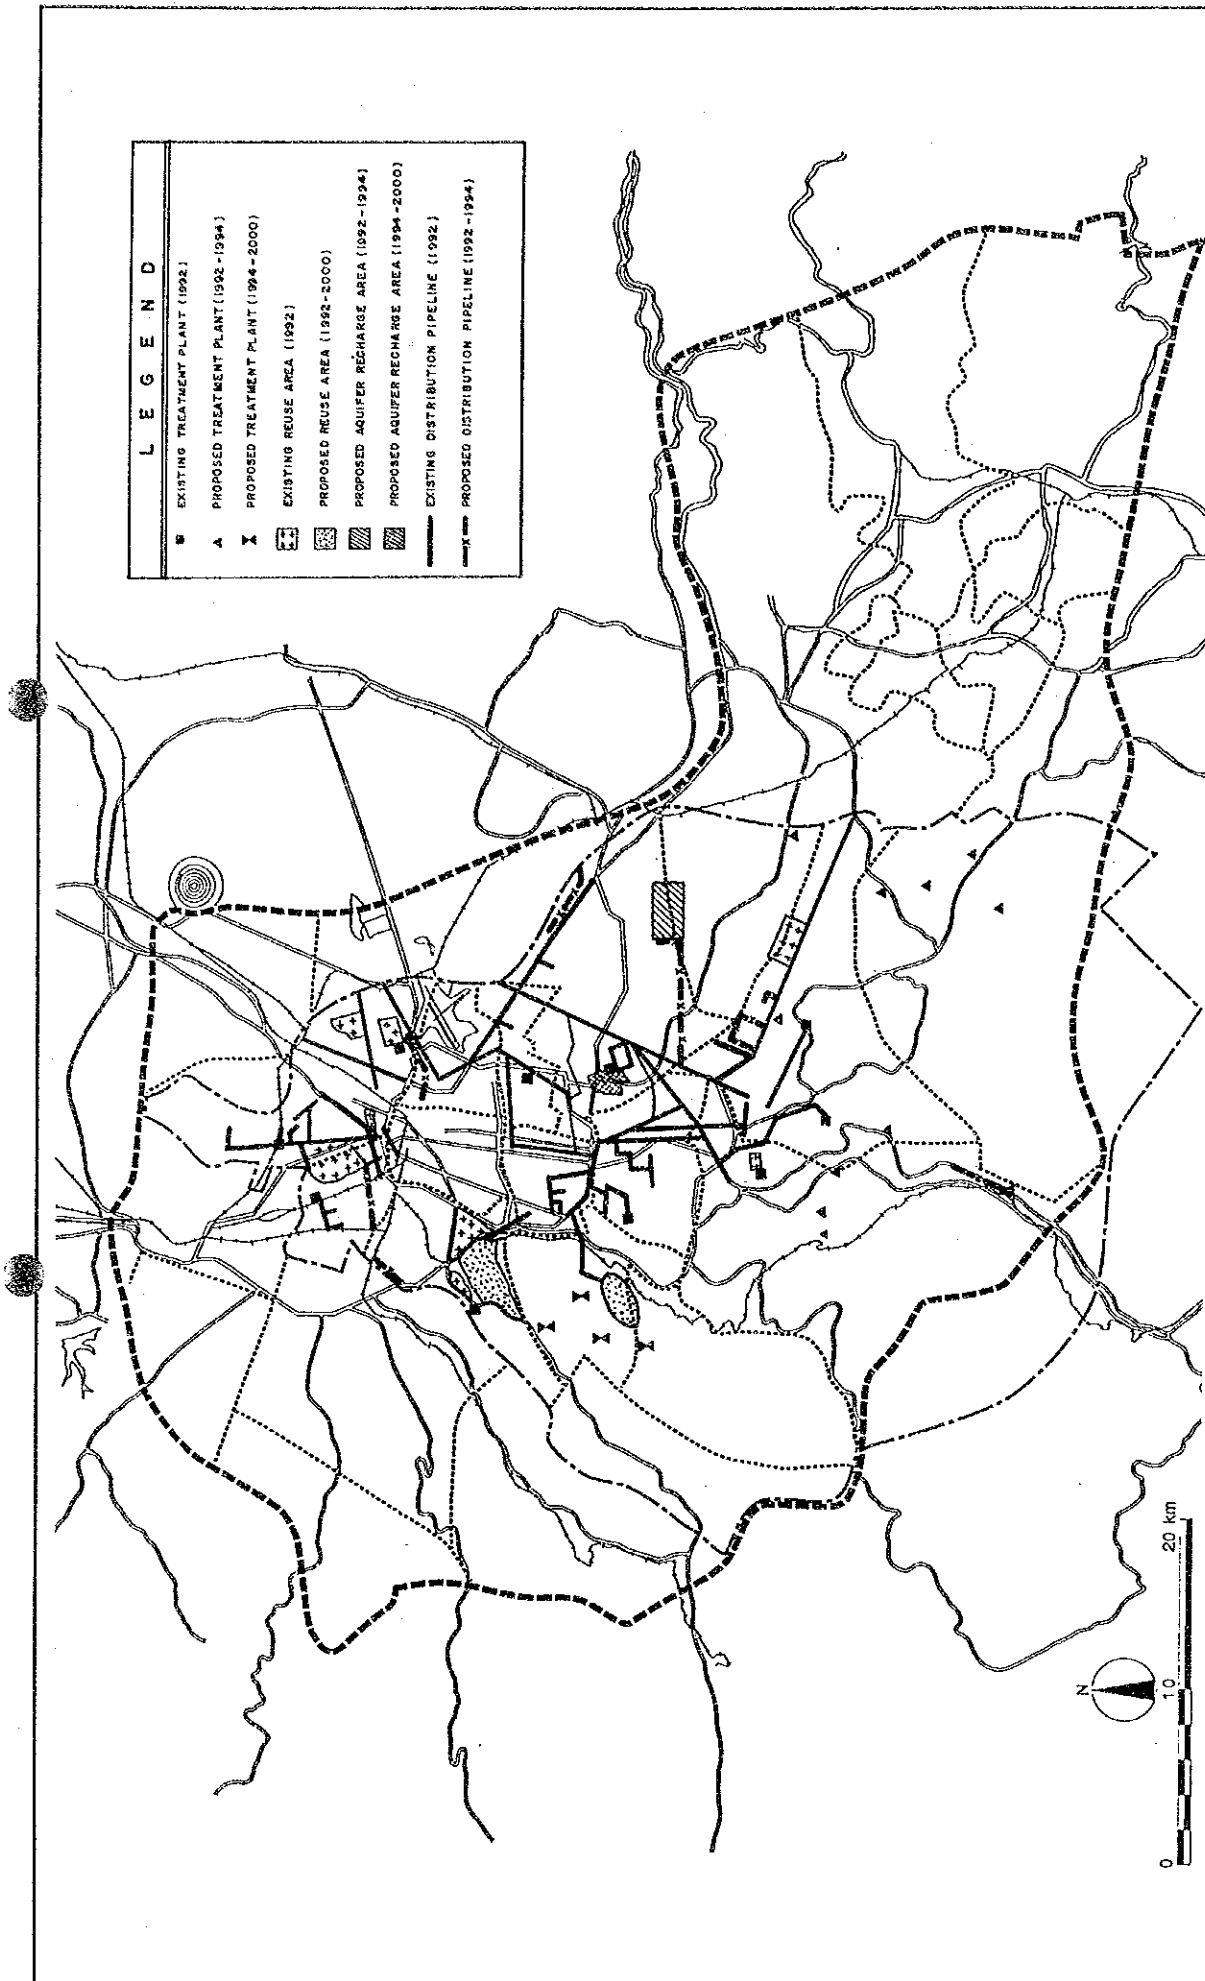 LEGEND
EXISTING TREATMENT PLANT (1992)
PROPOSED TREATMENT PLANT (1992-1994)
PROPOSED TREATMENT PLANT (1994-2000)
EXISTING REUSE AREA (1992)
PROPOSED REUSE AREA (1992-2000)
PROPOSED AQUIFER RECHARGE AREA (1992-1994)
PROPOSED AQUIFER RECHARGE AREA (1994-2000)
EXISTING DISTRIBUTION PIPELINE (1992)
PROPOSED DISTRIBUTION PIPELINE (1992-1994)
N
0 10 20 km